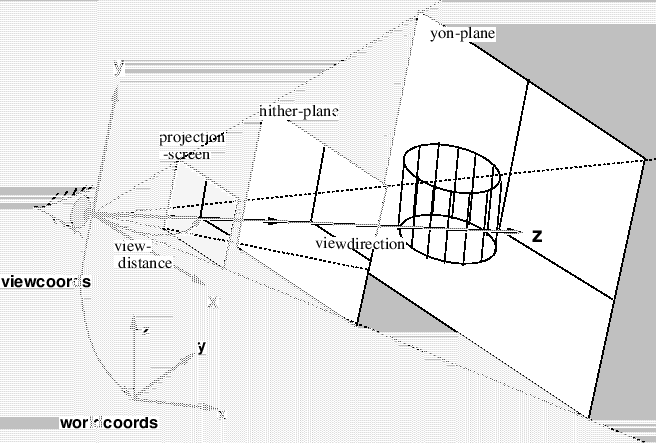 yon-plane
y
hither-plane
projection
-screen
z
viewdirection
view-
distance
viewcoords
x
z
y
x
worldcoords